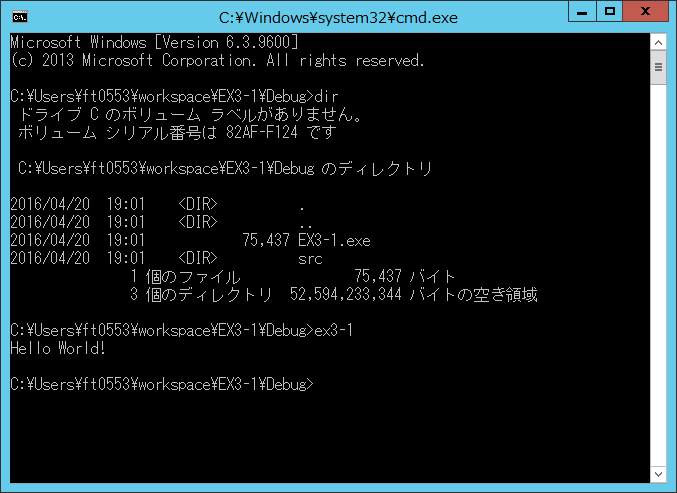 C:¥Windows¥system32¥cmd.exe
Microsoft Windows [Version 6.3.9600]
(c) 2013 Microsoft Corporation. All rights reserved.
C:¥Users¥ft0553¥workspace¥EX3-1¥Debug>dir
ドライブ C のボリューム ラベルがありません。
ボリューム シリアル番号は 82AF-F124 です
C:¥Users¥ft0553¥workspace¥EX3-1¥Debug のディレクトリ
2016/04/20  19:01    <DIR>          .
2016/04/20  19:01    <DIR>          ..
2016/04/20  19:01            75,437 EX3-1.exe
2016/04/20  19:01    <DIR>          src
1 個のファイル              75,437 バイト
3 個のディレクトリ  52,594,233,344 バイトの空き領域
C:¥Users¥ft0553¥workspace¥EX3-1¥Debug>ex3-1
Hello World!
C:¥Users¥ft0553¥workspace¥EX3-1¥Debug>